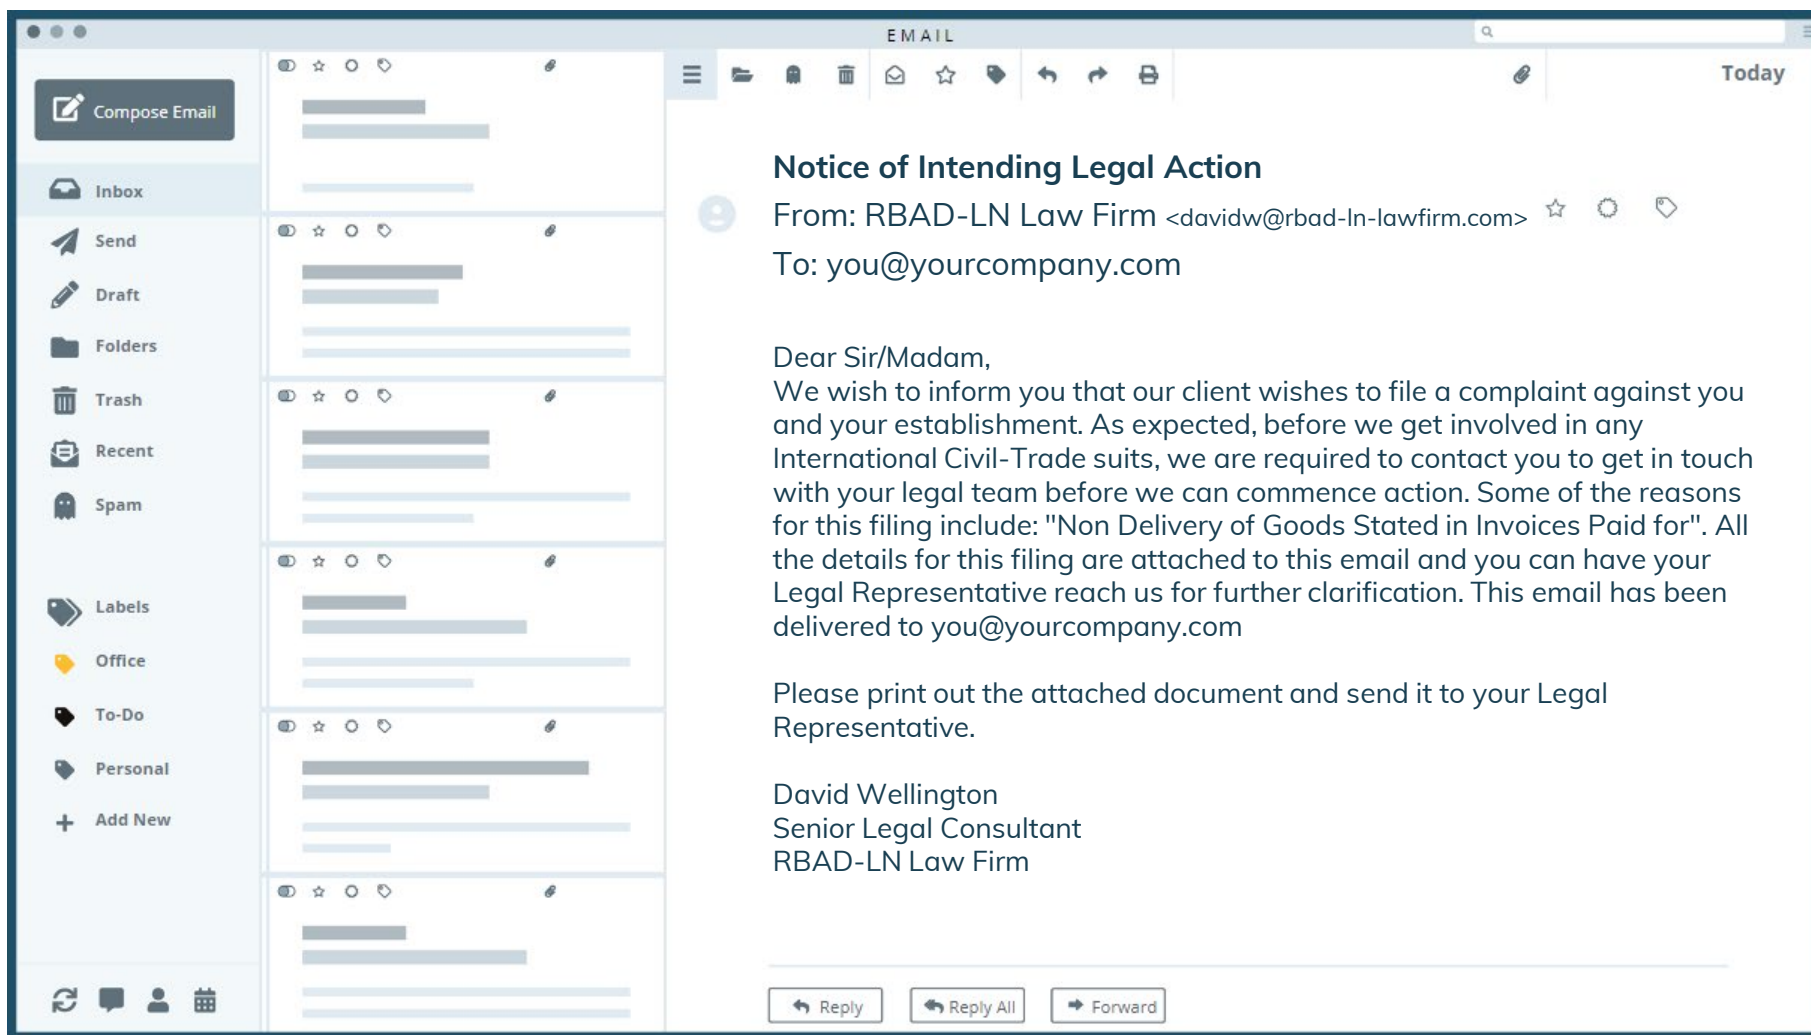 EMAIL
Compose Email
Inbox
Send
Draft
Folders
Trash
Recent
Spam
Labels
Office
To-Do
Personal
Add New
Today
Notice of Intending Legal Action
From: RBAD-LN Law Firm <davidw@rbad-ln-lawfirm.com>
To: you@yourcompany.com
Dear Sir/Madam,
We wish to inform you that our client wishes to file a complaint against you
and your establishment. As expected, before we get involved in any
International Civil-Trade suits, we are required to contact you to get in touch
with your legal team before we can commence action. Some of the reasons
for this filing include: "Non Delivery of Goods Stated in Invoices Paid for". All
the details for this filing are attached to this email and you can have your
Legal Representative reach us for further clarification. This email has been
delivered to you@yourcompany.com
Please print out the attached document and send it to your Legal
Representative.
David Wellington
Senior Legal Consultant
RBAD-LN Law Firm
Reply
Reply All
Forward